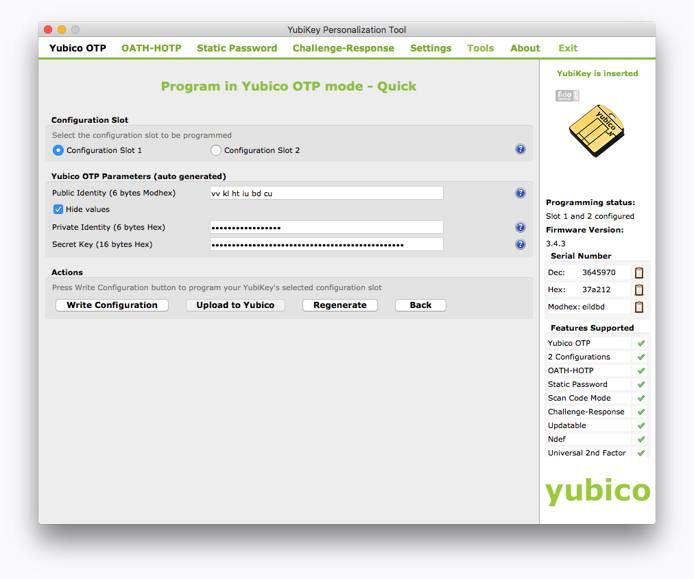 YubiKey Personalization Tool
Yubico OTP OATH-HOTP Static Password Challenge-Response Settings Tools About Exit
Program in Yubico OTP mode - Quick
Configuration Slot
Select the configuration slot to be programmed
Configuration Slot 1 Configuration Slot 2
Yubico OTP Parameters (auto generated)
Public Identity (6 bytes Modhex) vv kl ht iu bd cu
Hide values
Private Identity (6 bytes Hex)
Secret Key (16 bytes Hex)
Actions
Press Write Configuration button to program your YubiKey's selected configuration slot
Write Configuration Upload to Yubico Regenerate Back
YubiKey is inserted
fido
yubico
Programming status:
Slot 1 and 2 configured
Firmware Version:
3.4.3
Serial Number
Dec: 3645970
Hex: 37a212
Modhex: eildbd
Features Supported
Yubico OTP
2 Configurations
OATH-HOTP
Static Password
Scan Code Mode
Challenge-Response
Updatable
Ndef
Universal 2nd Factor
yubico